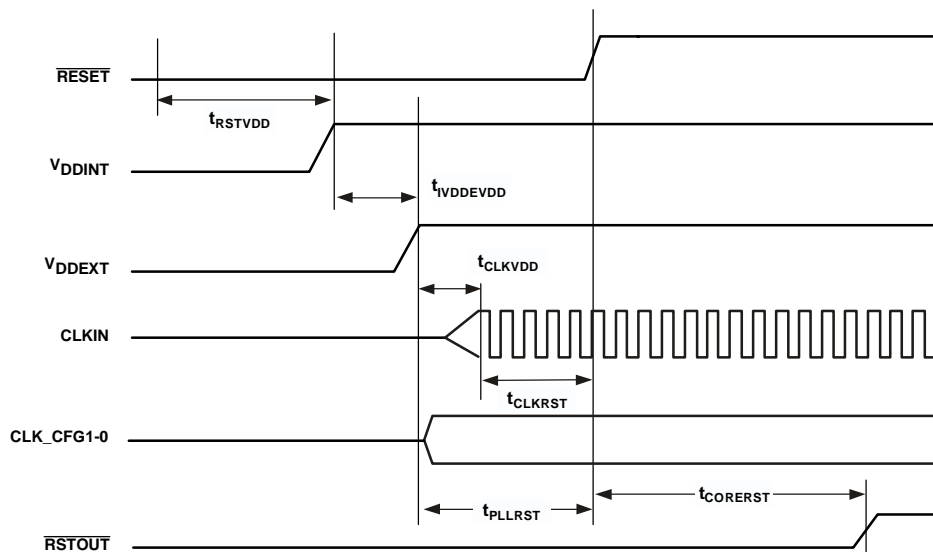 RESET
tRSTVDD
VDDINT
tIVDDEVDD
VDDEXT
tCLKVDD
CLKIN
tCLKRST
CLK_CFG1-0
tPLLRST
tCORERST
RSTOUT